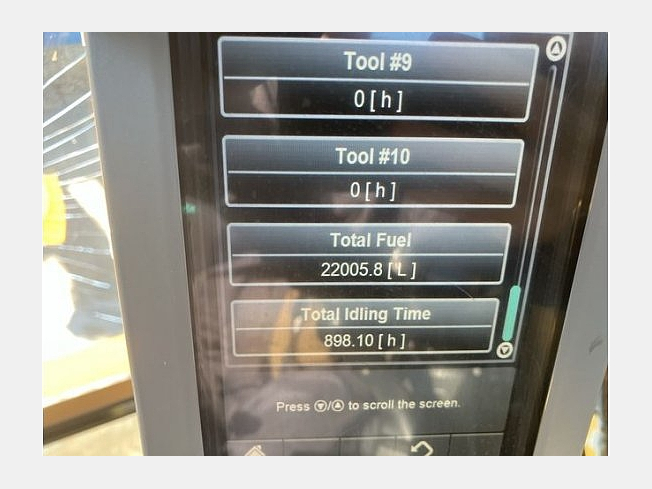 Tool #9
0 [ h ]
Tool #10
0 [ h ]
Total Fuel
22005.8 [ L ]
Total Idling Time
898.10 [ h ]
Press ▼/▲ to scroll the screen.